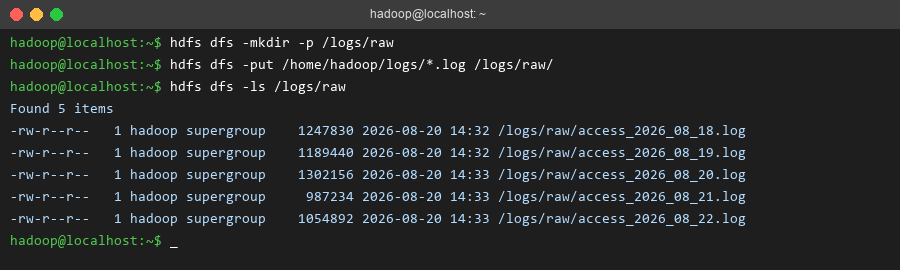 hadoop@localhost: ~
hadoop@localhost:~$ hdfs dfs -mkdir -p /logs/raw
hadoop@localhost:~$ hdfs dfs -put /home/hadoop/logs/*.log /logs/raw/
hadoop@localhost:~$ hdfs dfs -ls /logs/raw
Found 5 items
-rw-r--r--   1 hadoop supergroup    1247830 2026-08-20 14:32 /logs/raw/access_2026_08_18.log
-rw-r--r--   1 hadoop supergroup    1189440 2026-08-20 14:32 /logs/raw/access_2026_08_19.log
-rw-r--r--   1 hadoop supergroup    1302156 2026-08-20 14:33 /logs/raw/access_2026_08_20.log
-rw-r--r--   1 hadoop supergroup     987234 2026-08-20 14:33 /logs/raw/access_2026_08_21.log
-rw-r--r--   1 hadoop supergroup    1054892 2026-08-20 14:33 /logs/raw/access_2026_08_22.log
hadoop@localhost:~$ _